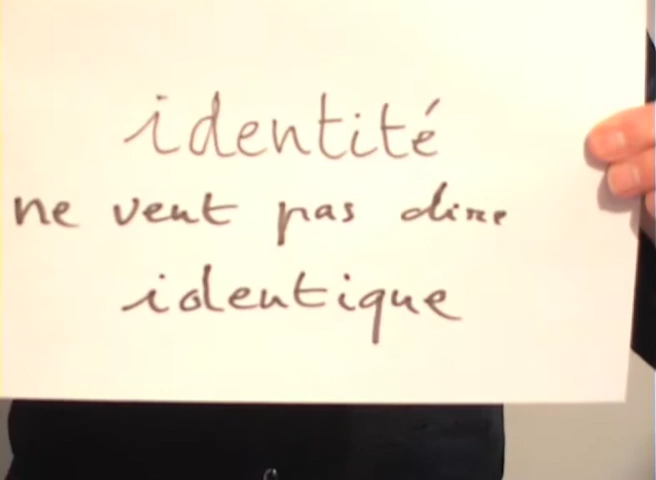 identité
ne veut pas dire
identique